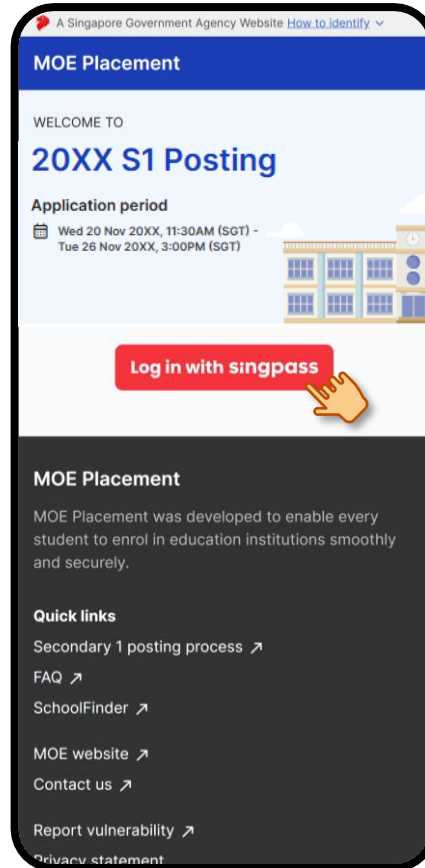 A Singapore Government Agency Website How to identify
MOE Placement
WELCOME TO
20XX S1 Posting
Application period
Wed 20 Nov 20XX, 11:30AM (SGT) -
Tue 26 Nov 20XX, 3:00PM (SGT)
Log in with singpass
MOE Placement
MOE Placement was developed to enable every
student to enrol in education institutions smoothly
and securely.
Quick links
Secondary 1 posting process
FAQ
SchoolFinder
MOE website
Contact us
Report vulnerability
Privacy statement